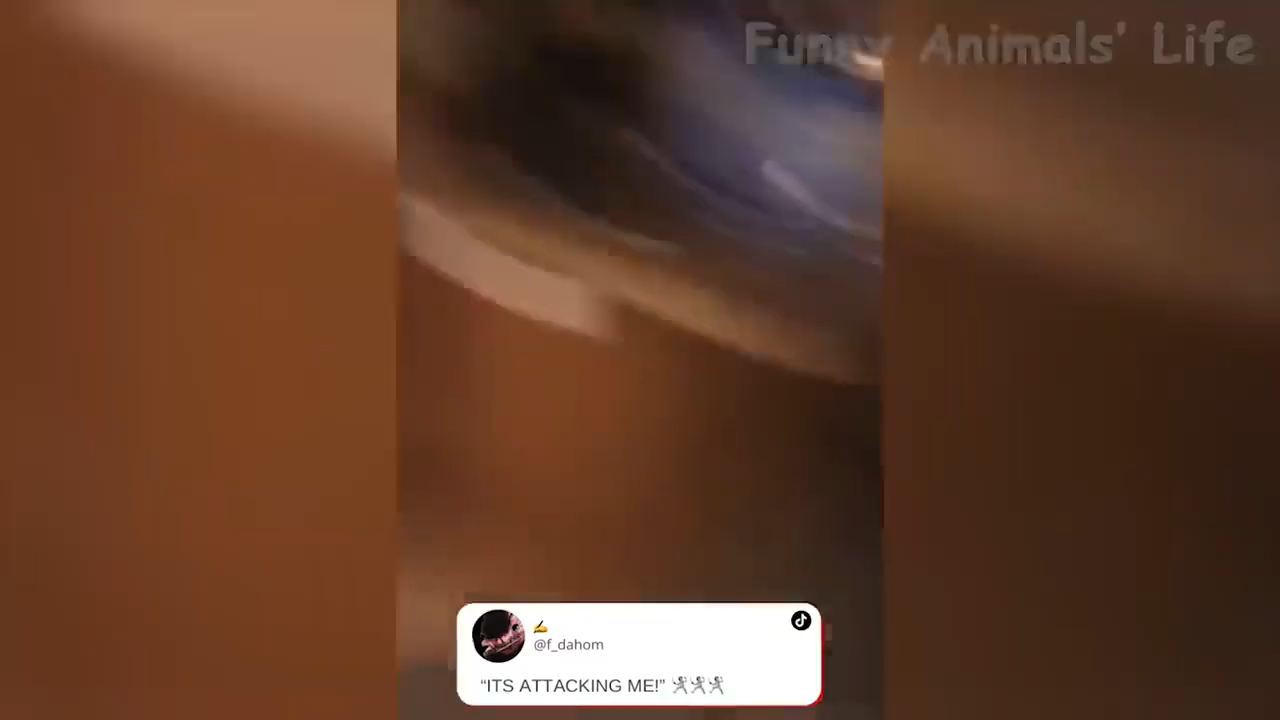 Funny Animals' Life
✍️
@f_dahom
“ITS ATTACKING ME!” 🤾🤾🤾